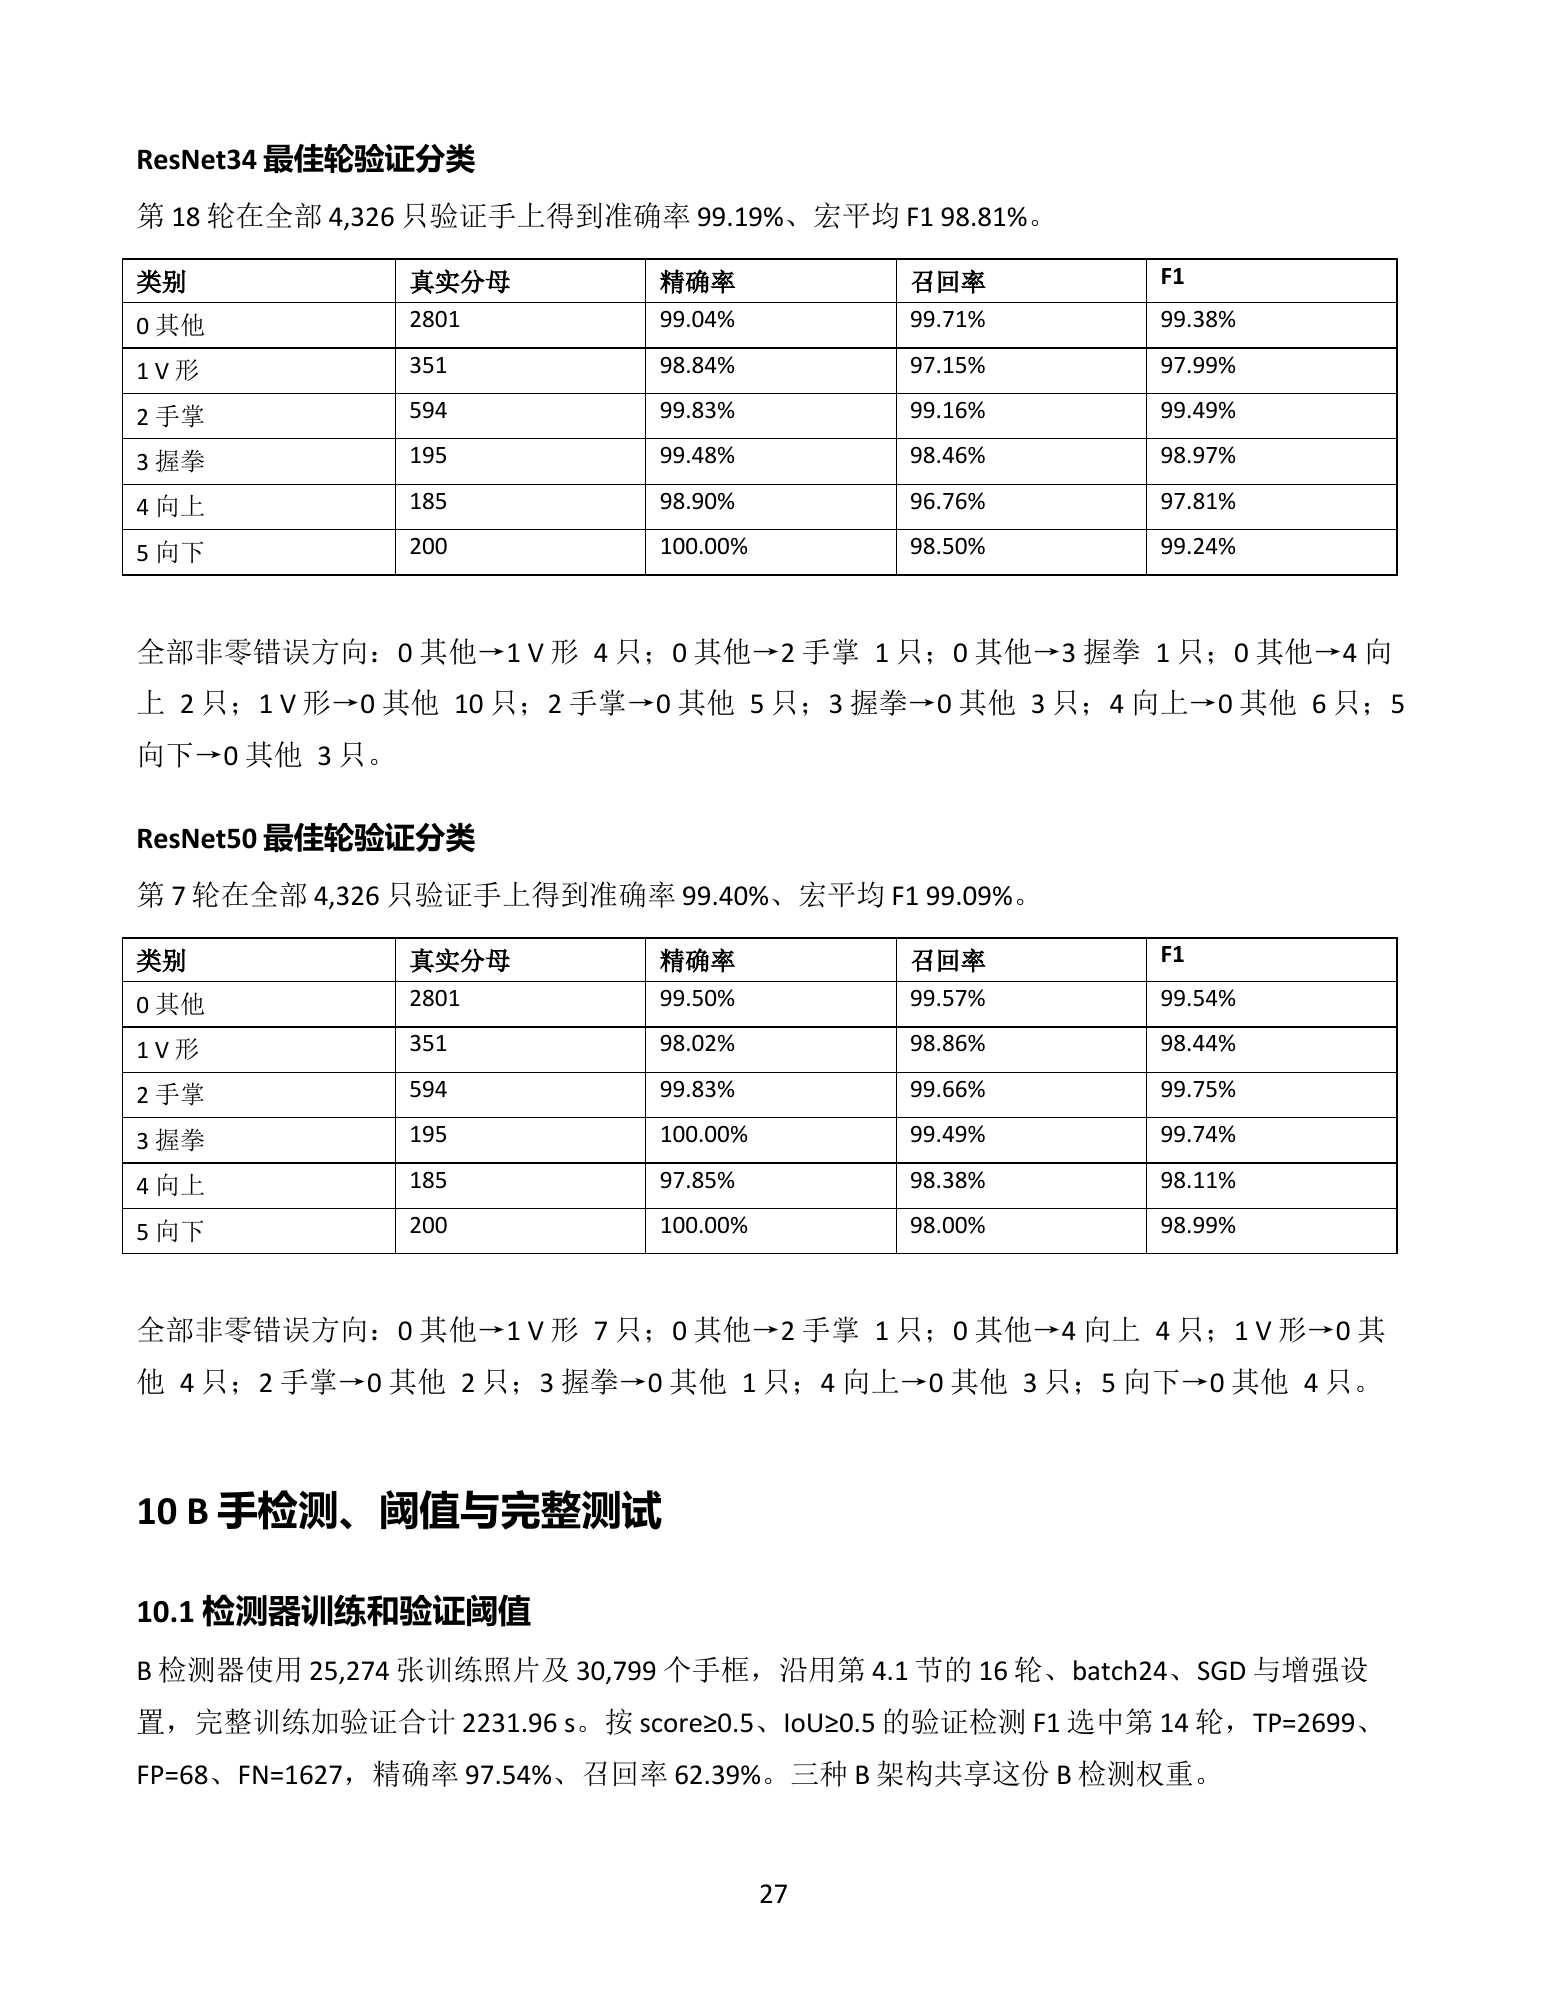 ResNet34 最佳轮验证分类
第 18 轮在全部 4,326 只验证手上得到准确率 99.19%、宏平均 F1 98.81%。
类别 真实分母 精确率 召回率 F1
0 其他 2801 99.04% 99.71% 99.38%
1 V 形 351 98.84% 97.15% 97.99%
2 手掌 594 99.83% 99.16% 99.49%
3 握拳 195 99.48% 98.46% 98.97%
4 向上 185 98.90% 96.76% 97.81%
5 向下 200 100.00% 98.50% 99.24%
全部非零错误方向：0 其他→1 V 形 4 只；0 其他→2 手掌 1 只；0 其他→3 握拳 1 只；0 其他→4 向
上 2 只；1 V 形→0 其他 10 只；2 手掌→0 其他 5 只；3 握拳→0 其他 3 只；4 向上→0 其他 6 只；5
向下→0 其他 3 只。
ResNet50 最佳轮验证分类
第 7 轮在全部 4,326 只验证手上得到准确率 99.40%、宏平均 F1 99.09%。
类别 真实分母 精确率 召回率 F1
0 其他 2801 99.50% 99.57% 99.54%
1 V 形 351 98.02% 98.86% 98.44%
2 手掌 594 99.83% 99.66% 99.75%
3 握拳 195 100.00% 99.49% 99.74%
4 向上 185 97.85% 98.38% 98.11%
5 向下 200 100.00% 98.00% 98.99%
全部非零错误方向：0 其他→1 V 形 7 只；0 其他→2 手掌 1 只；0 其他→4 向上 4 只；1 V 形→0 其
他 4 只；2 手掌→0 其他 2 只；3 握拳→0 其他 1 只；4 向上→0 其他 3 只；5 向下→0 其他 4 只。
10 B 手检测、阈值与完整测试
10.1 检测器训练和验证阈值
B 检测器使用 25,274 张训练照片及 30,799 个手框，沿用第 4.1 节的 16 轮、batch24、SGD 与增强设
置，完整训练加验证合计 2231.96 s。按 score≥0.5、IoU≥0.5 的验证检测 F1 选中第 14 轮，TP=2699、
FP=68、FN=1627，精确率 97.54%、召回率 62.39%。三种 B 架构共享这份 B 检测权重。
27